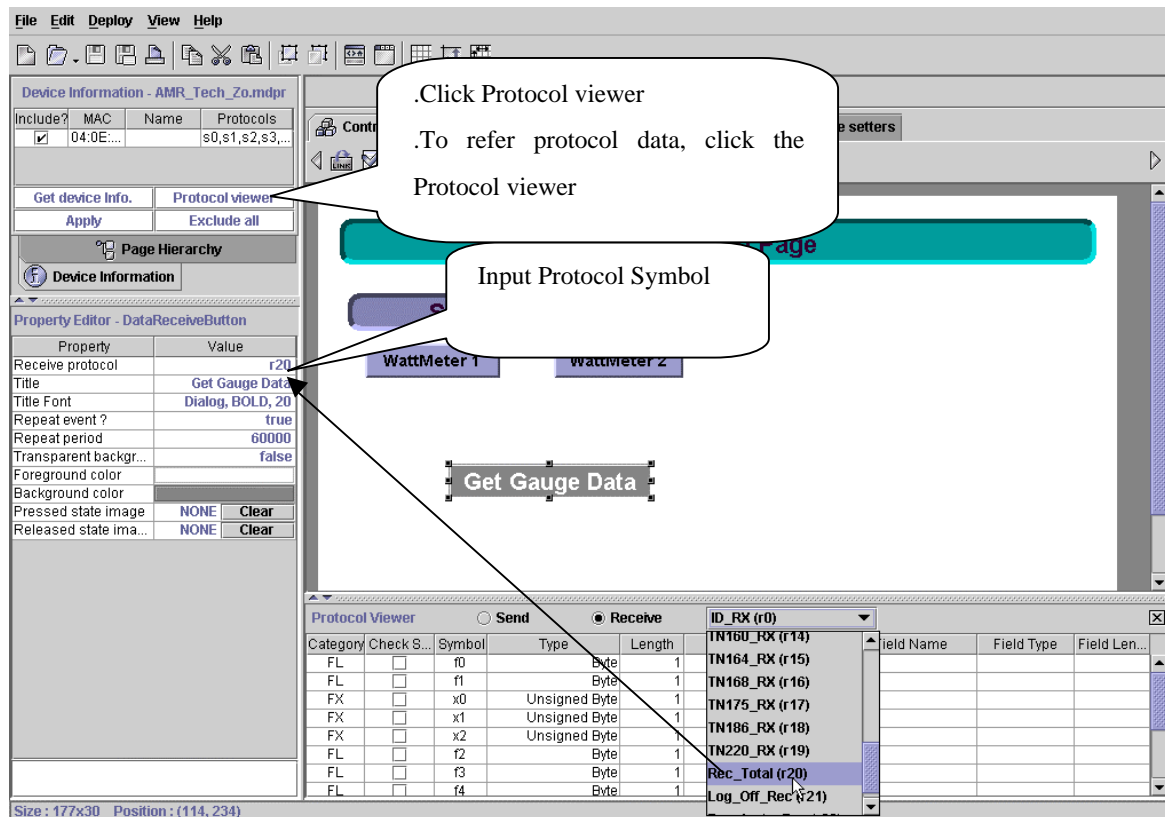 File Edit Deploy View Help
Device Information - AMR_Tech_Zo.mdpr
Include? MAC Name Protocols
04:0E:... s0,s1,s2,s3,...
Get device Info. Protocol viewer
Apply Exclude all
Page Hierarchy
Device Information
.Click Protocol viewer
.To refer protocol data, click the
Protocol viewer
Input Protocol Symbol
Contr
e setters
LINK
Page
S
WattMeter 1 WattMeter 2
Get Gauge Data
Property Editor - DataReceiveButton
Property Value
Receive protocol r20
Title Get Gauge Data
Title Font Dialog, BOLD, 20
Repeat event ? true
Repeat period 60000
Transparent backgr... false
Foreground color
Background color
Pressed state image NONE Clear
Released state ima... NONE Clear
Protocol Viewer Send Receive ID_RX (r0)
Category Check S... Symbol Type Length ield Name Field Type Field Len...
FL f0 Byte 1
FL f1 Byte 1
FX x0 Unsigned Byte 1
FX x1 Unsigned Byte 1
FX x2 Unsigned Byte 1
FL f2 Byte 1
FL f3 Byte 1
FL f4 Byte 1
TN160_RX (r14)
TN164_RX (r15)
TN168_RX (r16)
TN175_RX (r17)
TN186_RX (r18)
TN220_RX (r19)
Rec_Total (r20)
Log_Off_Rec (r21)
Size : 177x30 Position : (114, 234)